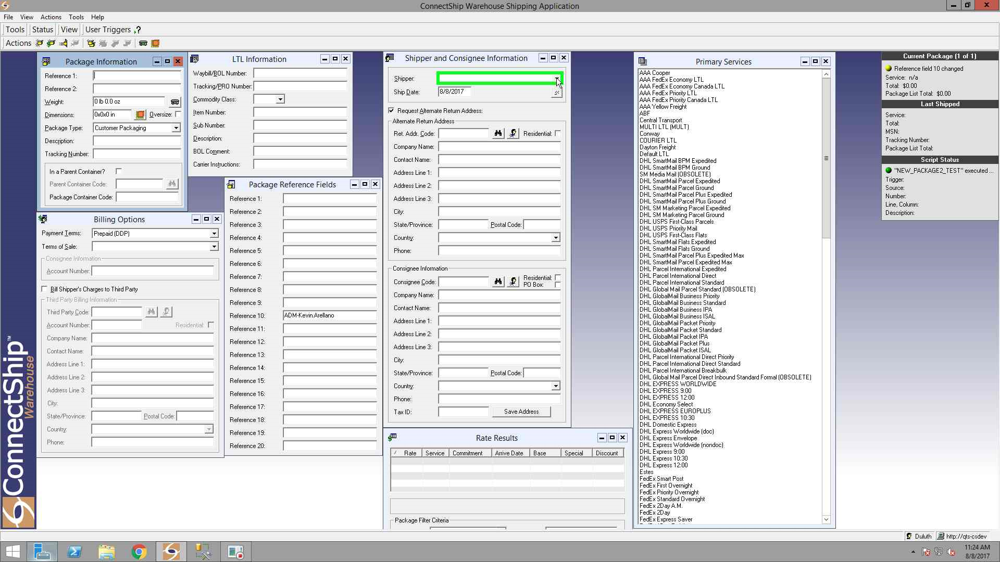 ConnectShip Warehouse Shipping Application
File View Actions Tools Help
Tools Status View User Triggers
Actions
Package Information
Reference 1:
Reference 2:
Weight: 0 lb 0.0 oz
Dimensions: 0x0x0 in Oversize:
Package Type: Customer Packaging
Description:
Tracking Number:
In a Parent Container?
Parent Container Code:
Package Container Code:
LTL Information
Waybill/BOL Number:
Tracking/PRO Number:
Commodity Class:
Item Number:
Sub Number:
Description:
BOL Comment:
Carrier Instructions:
Billing Options
Payment Terms: Prepaid (DDP)
Terms of Sale:
Consignee Information
Account Number:
Bill Shipper's Charges to Third Party
Third Party Billing Information
Third Party Code:
Account Number: Residential:
Company Name:
Contact Name:
Address Line 1:
Address Line 2:
Address Line 3:
City:
State/Province: Postal Code:
Country:
Phone:
Package Reference Fields
Reference 1:
Reference 2:
Reference 3:
Reference 4:
Reference 5:
Reference 6:
Reference 7:
Reference 8:
Reference 9:
Reference 10: ADM-Kevin.Arellano
Reference 11:
Reference 12:
Reference 13:
Reference 14:
Reference 15:
Reference 16:
Reference 17:
Reference 18:
Reference 19:
Reference 20:
Shipper and Consignee Information
Shipper:
Ship Date: 8/8/2017 <<
Request Alternate Return Address:
Alternate Return Address
Ret. Addr. Code: Residential:
Company Name:
Contact Name:
Address Line 1:
Address Line 2:
Address Line 3:
City:
State/Province: Postal Code:
Country:
Phone:
Consignee Information
Consignee Code: Residential:
PO Box:
Company Name:
Contact Name:
Address Line 1:
Address Line 2:
Address Line 3:
City:
State/Province: Postal Code:
Country:
Phone:
Tax ID: Save Address
Rate Results
/ Rate Service Commitment Arrive Date Base Special Discount
Package Filter Criteria
Primary Services
AAA Cooper
AAA FedEx Economy LTL
AAA FedEx Economy Canada LTL
AAA FedEx Priority LTL
AAA FedEx Priority Canada LTL
AAA Yellow Freight
ABF
Central Transport
MULTI LTL (MULT)
Conway
COURIER LTL
Dayton Freight
Default LTL
DHL SmartMail BPM Expedited
DHL SmartMail BPM Ground
SM Media Mail (OBSOLETE)
DHL SmartMail Parcel Expedited
DHL SmartMail Parcel Ground
DHL SmartMail Parcel Plus Expedited
DHL SmartMail Parcel Plus Ground
DHL SM Marketing Parcel Expedited
DHL SM Marketing Parcel Ground
DHL USPS First-Class Parcels
DHL USPS Priority Mail
DHL USPS First-Class Flats
DHL SmartMail Flats Expedited
DHL SmartMail Flats Ground
DHL SmartMail Parcel Plus Expedited Max
DHL SmartMail Parcel Expedited Max
DHL Parcel International Expedited
DHL Parcel International Direct
DHL Parcel International Standard
DHL Global Mail Parcel Standard (OBSOLETE)
DHL GlobalMail Business Priority
DHL GlobalMail Business Standard
DHL GlobalMail Business IPA
DHL GlobalMail Business ISAL
DHL GlobalMail Packet Priority
DHL GlobalMail Packet Standard
DHL GlobalMail Packet IPA
DHL GlobalMail Packet Plus
DHL GlobalMail Packet ISAL
DHL Parcel International Direct Priority
DHL Parcel International Direct Standard
DHL Parcel International Breakbulk
DHL Global Mail Parcel Direct Inbound Standard Formal (OBSOLETE)
DHL EXPRESS WORLDWIDE
DHL EXPRESS 9:00
DHL EXPRESS 12:00
DHL Economy Select
DHL EXPRESS EUROPLUS
DHL EXPRESS 10:30
DHL Domestic Express
DHL Express Worldwide (doc)
DHL Express Envelope
DHL Express Worldwide (nondoc)
DHL Express 9:00
DHL Express 10:30
DHL Express 12:00
Estes
FedEx Smart Post
FedEx First Overnight
FedEx Priority Overnight
FedEx Standard Overnight
FedEx 2Day A.M.
FedEx 2Day
FedEx Express Saver
Current Package (1 of 1)
Reference field 10 changed
Service: n/a
Total: $0.00
Package List Total: $0.00
Last Shipped
Service:
Total:
MSN:
Tracking Number:
Package List Total:
Script Status
"NEW_PACKAGE2_TEST" executed ...
Trigger:
Source:
Number:
Line, Column:
Description:
ConnectShip™
Warehouse
Duluth http://qts-csdev
11:24 AM
8/8/2017